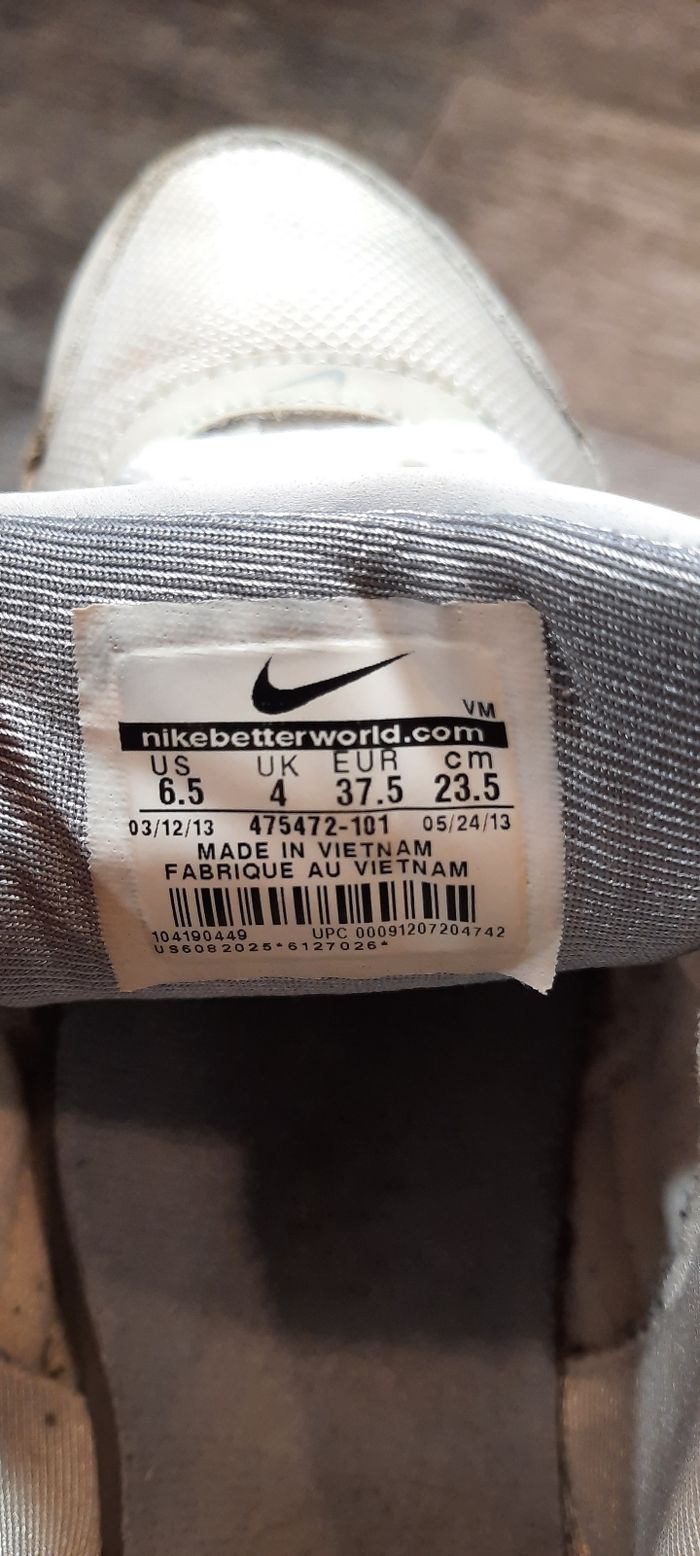 VM
nikebetterworld.com
US UK EUR cm
6.5 4 37.5 23.5
03/12/13 475472-101 05/24/13
MADE IN VIETNAM
FABRIQUE AU VIETNAM
104190449 UPC 00091207204742
US6082025*6127026*